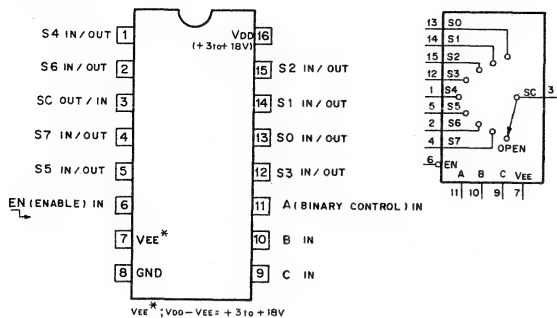 S4 IN/OUT 1
S6 IN/OUT 2
SC OUT/IN 3
S7 IN/OUT 4
S5 IN/OUT 5
EN (ENABLE) IN 6
7 VEE*
8 GND
VDD 16
(+3to+18V)
15 S2 IN/OUT
14 S1 IN/OUT
13 S0 IN/OUT
12 S3 IN/OUT
11 A (BINARY CONTROL) IN
10 B IN
9 C IN
VEE*; VDD-VEE= +3 to +18V
13 S0
14 S1
15 S2
12 S3
1 S4
5 S5
2 S6
4 S7
SC 3
OPEN
6 EN
A B C VEE
11 10 9 7